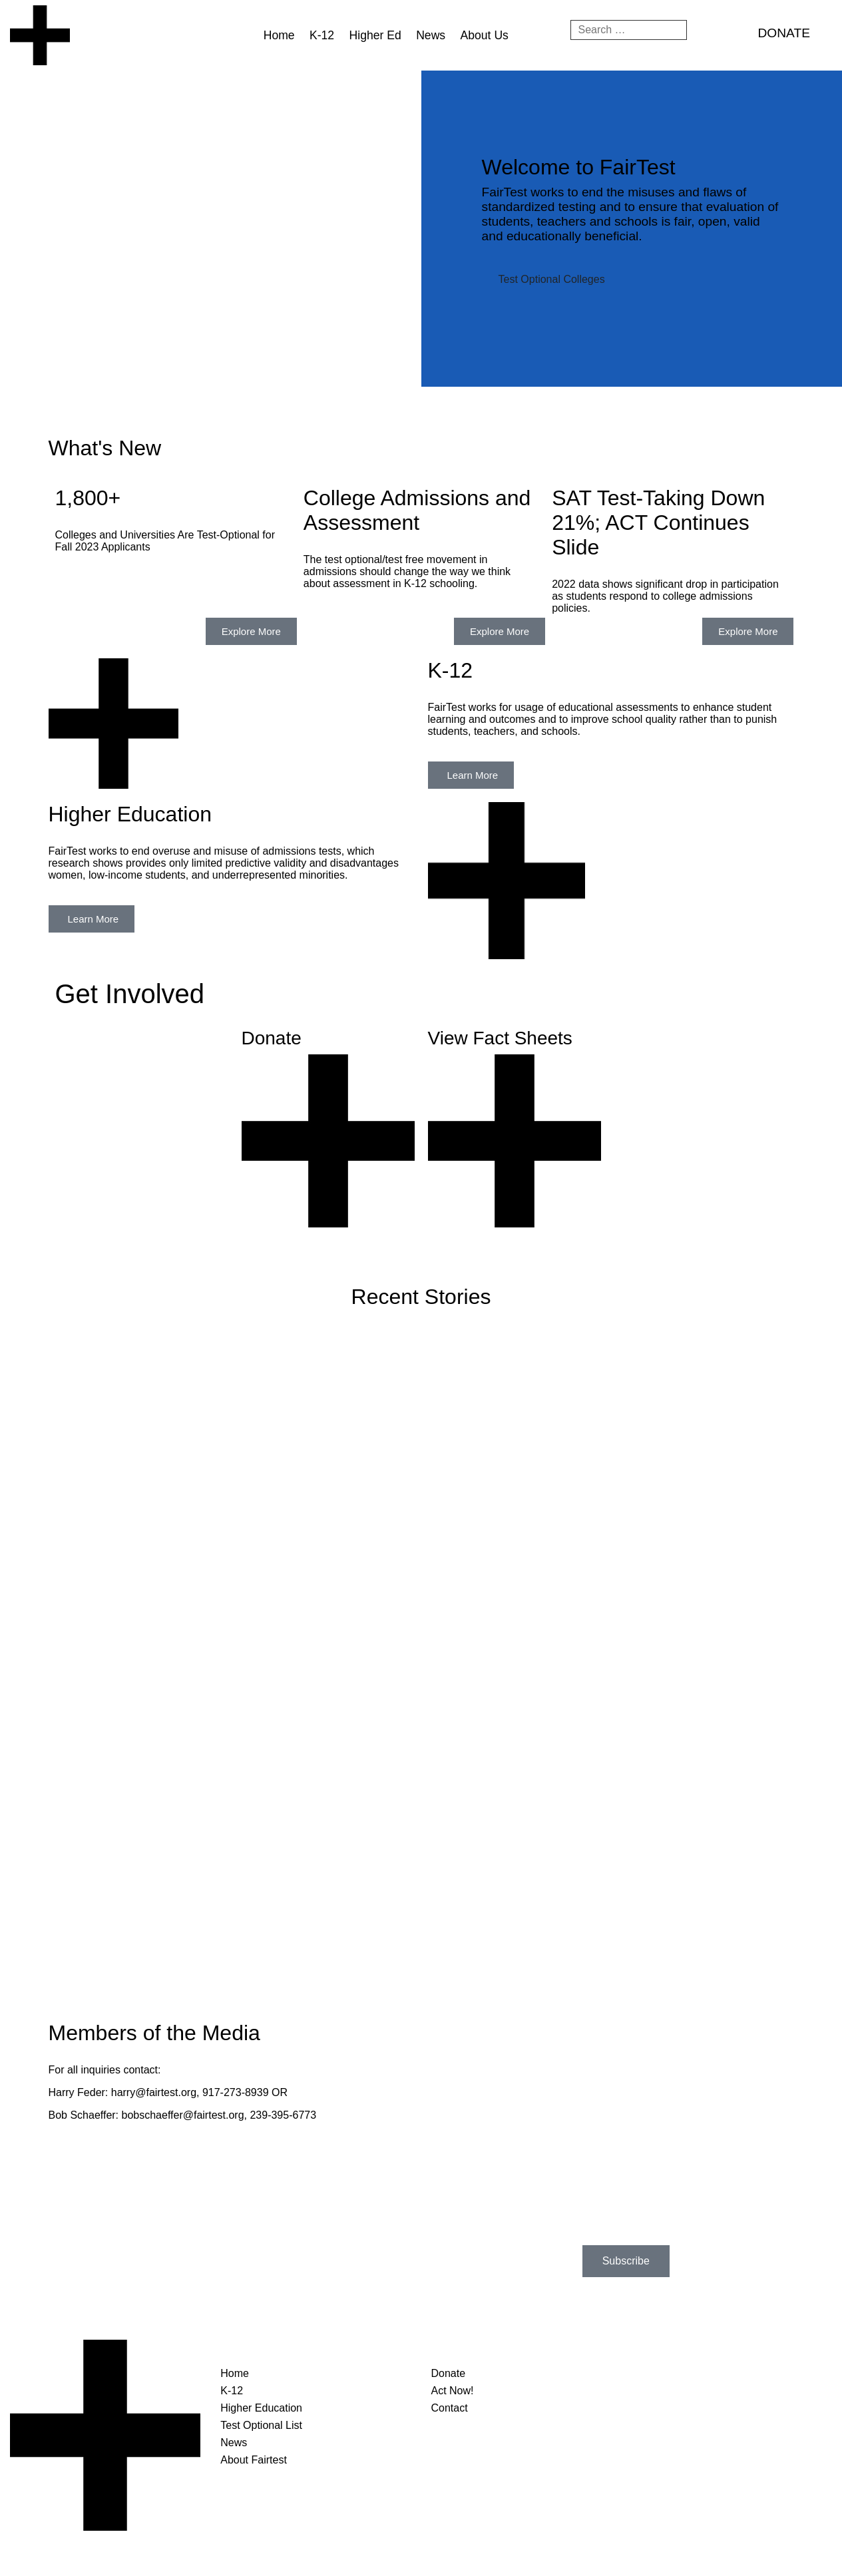 Home K-12 Higher Ed News About Us Search … DONATE
Welcome to FairTest
FairTest works to end the misuses and flaws of
standardized testing and to ensure that evaluation of
students, teachers and schools is fair, open, valid
and educationally beneficial.
Test Optional Colleges
What's New
1,800+
Colleges and Universities Are Test-Optional for
Fall 2023 Applicants
Explore More
College Admissions and
Assessment
The test optional/test free movement in
admissions should change the way we think
about assessment in K-12 schooling.
Explore More
SAT Test-Taking Down
21%; ACT Continues
Slide
2022 data shows significant drop in participation
as students respond to college admissions
policies.
Explore More
K-12
FairTest works for usage of educational assessments to enhance student
learning and outcomes and to improve school quality rather than to punish
students, teachers, and schools.
Learn More
Higher Education
FairTest works to end overuse and misuse of admissions tests, which
research shows provides only limited predictive validity and disadvantages
women, low-income students, and underrepresented minorities.
Learn More
Get Involved
Donate
View Fact Sheets
Recent Stories
Members of the Media
For all inquiries contact:
Harry Feder: harry@fairtest.org, 917-273-8939 OR
Bob Schaeffer: bobschaeffer@fairtest.org, 239-395-6773
Subscribe
Home
K-12
Higher Education
Test Optional List
News
About Fairtest
Donate
Act Now!
Contact